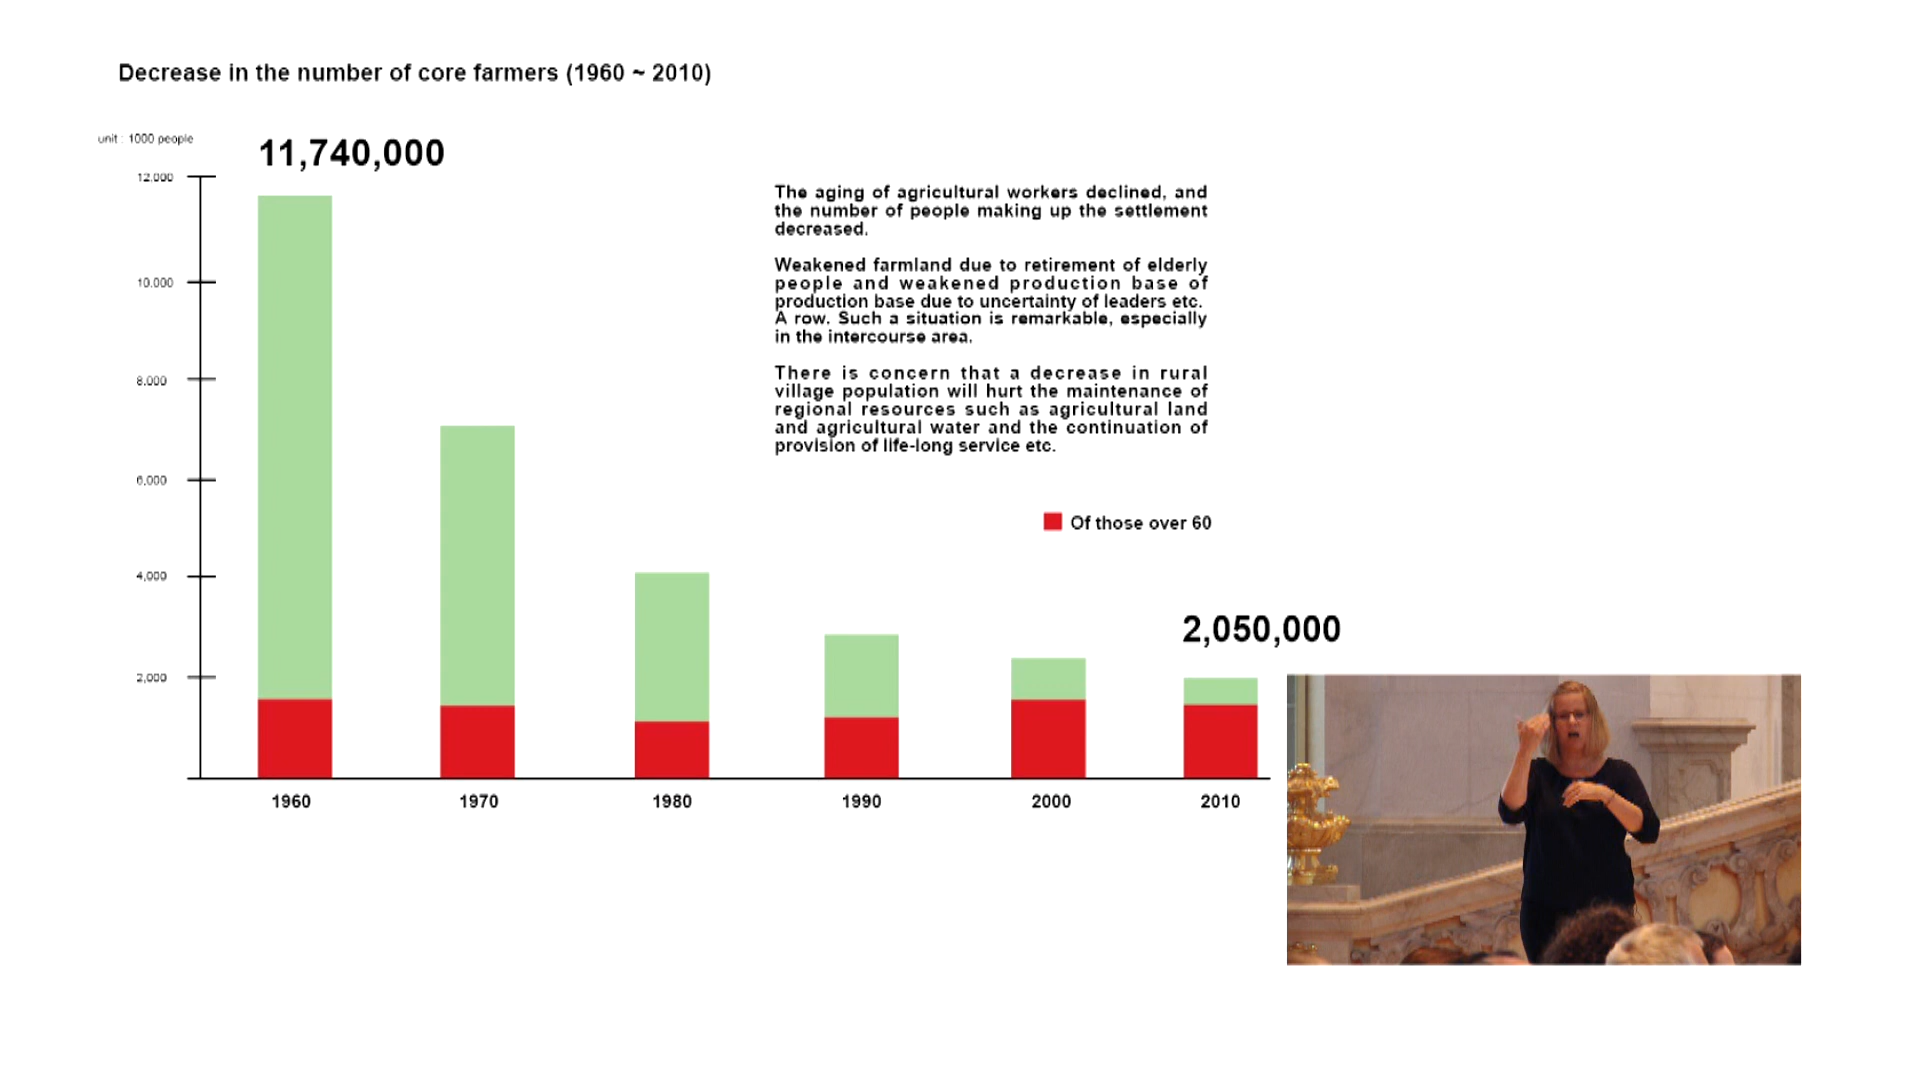 Decrease in the number of core farmers (1960 ~ 2010)
unit : 1000 people
11,740,000
12.000
10.000
8.000
6.000
4,000
2,000
The aging of agricultural workers declined, and
the number of people making up the settlement
decreased.
Weakened farmland due to retirement of elderly
people and weakened production base of
production base due to uncertainty of leaders etc.
A row. Such a situation is remarkable, especially
in the intercourse area.
There is concern that a decrease in rural
village population will hurt the maintenance of
regional resources such as agricultural land
and agricultural water and the continuation of
provision of life-long service etc.
Of those over 60
2,050,000
1960
1970
1980
1990
2000
2010